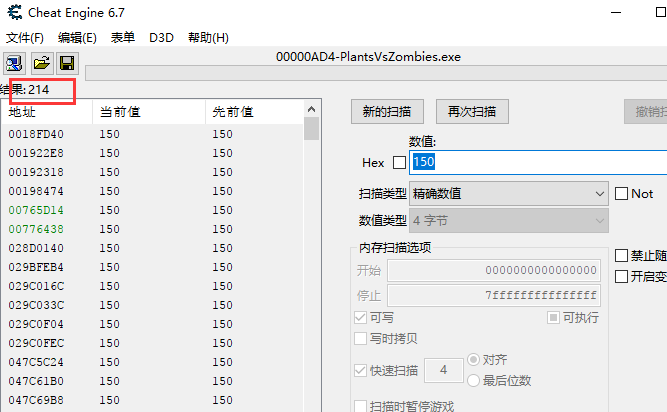 Cheat Engine 6.7
文件(F) 编辑(E) 表单 D3D 帮助(H)
00000AD4-PlantsVsZombies.exe
结果:214
地址 当前值 先前值
0018FD40 150 150
001922E8 150 150
00192318 150 150
00198474 150 150
00765D14 150 150
00776438 150 150
028D0140 150 150
029BFEB4 150 150
029C016C 150 150
029C033C 150 150
029C0F04 150 150
029C0FEC 150 150
047C5C24 150 150
047C61B0 150 150
047C69B8 150 150
新的扫描 再次扫描 撤销
数值:
Hex 150
扫描类型 精确数值 Not
数值类型 4 字节
内存扫描选项
开始 0000000000000000
停止 7fffffffffffffff
可写 可执行
写时拷贝
快速扫描 4 对齐
最后位数
扫描时暂停游戏
禁止随
开启变